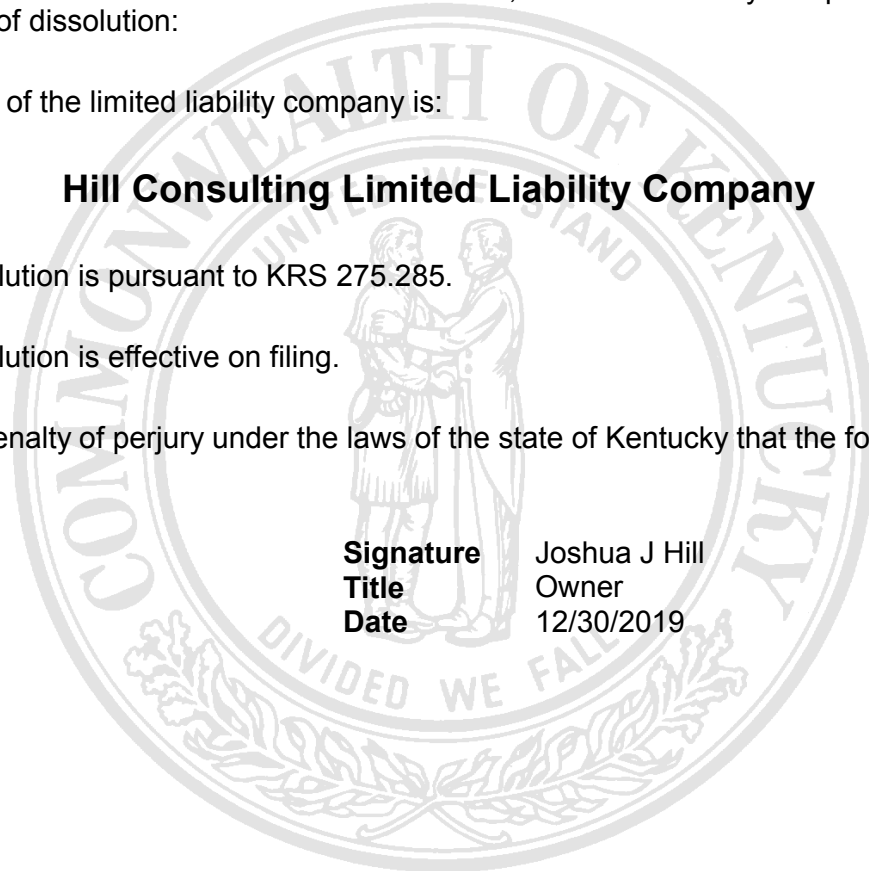 of dissolution:
of the limited liability company is:
Hill Consulting Limited Liability Company
lution is pursuant to KRS 275.285.
lution is effective on filing.
enalty of perjury under the laws of the state of Kentucky that the fo
Signature Joshua J Hill
Title Owner
Date 12/30/2019
COMMONWEALTH OF KENTUCKY
UNITED WE STAND
DIVIDED WE FALL